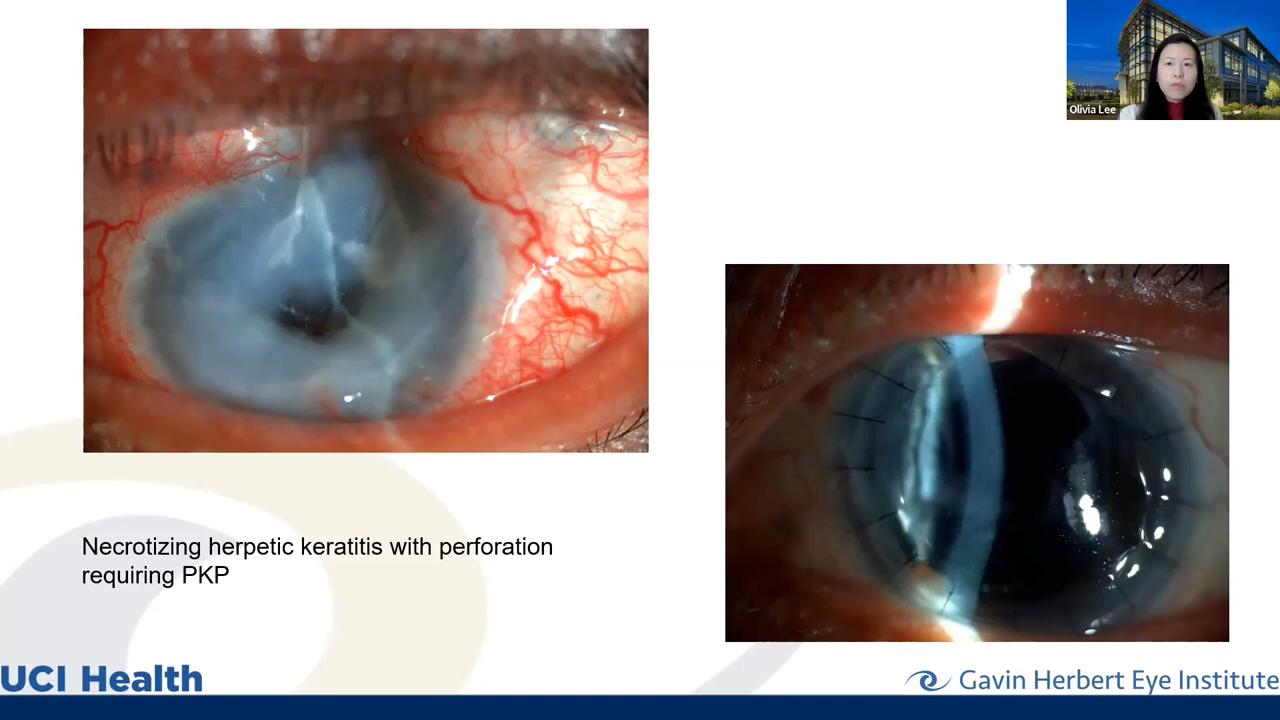 Olivia Lee
Necrotizing herpetic keratitis with perforation
requiring PKP
UCI Health
Gavin Herbert Eye Institute